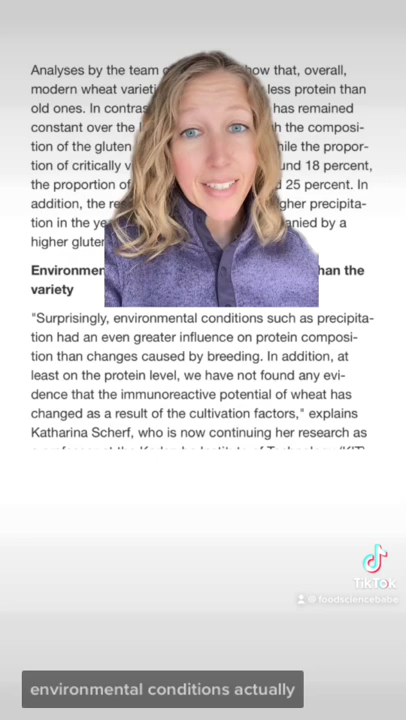 Analyses by the team how that, overall,
modern wheat varieti less protein than
old ones. In contras has remained
constant over the h the composi-
tion of the gluten hile the propor-
tion of critically v und 18 percent,
the proportion of 25 percent. In
addition, the res gher precipita-
tion in the ye anied by a
higher gluter
Environmen han the
variety
"Surprisingly, environmental conditions such as precipita-
tion had an even greater influence on protein composi-
tion than changes caused by breeding. In addition, at
least on the protein level, we have not found any evi-
dence that the immunoreactive potential of wheat has
changed as a result of the cultivation factors," explains
Katharina Scherf, who is now continuing her research as
TikTok
@foodsciencebabe
environmental conditions actually